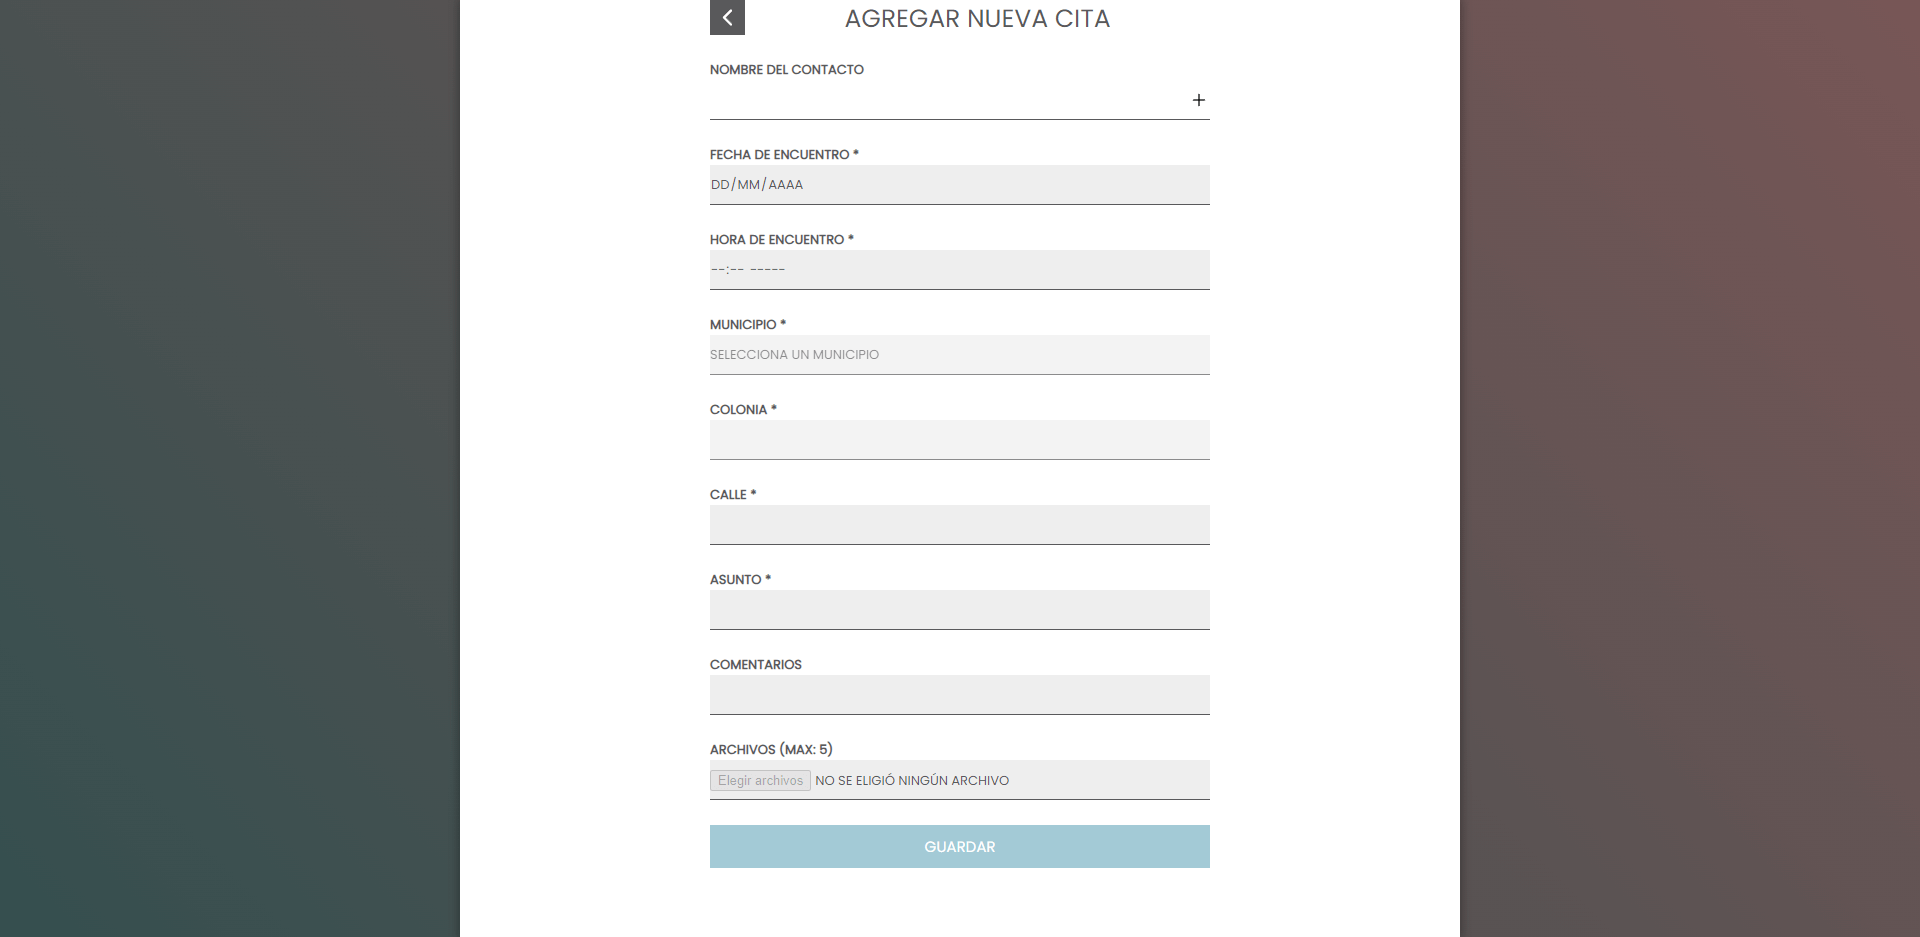 AGREGAR NUEVA CITA
NOMBRE DEL CONTACTO
+
FECHA DE ENCUENTRO *
DD/MM/AAAA
HORA DE ENCUENTRO *
--:-- -----
MUNICIPIO *
SELECCIONA UN MUNICIPIO
COLONIA *
CALLE *
ASUNTO *
COMENTARIOS
ARCHIVOS (MAX: 5)
Elegir archivos NO SE ELIGIÓ NINGÚN ARCHIVO
GUARDAR